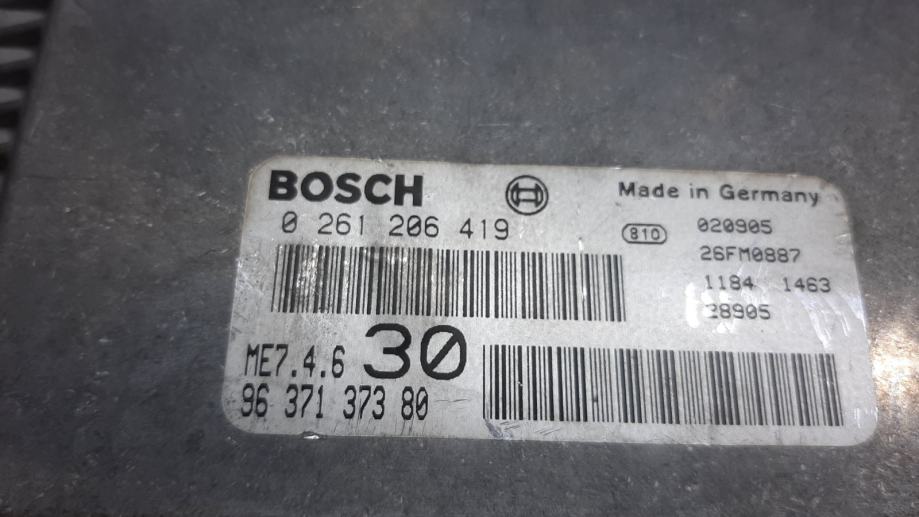 BOSCH
Made in Germany
0 261 206 419
810
020905
26FM0887
1184 1463
28905
ME7.4.6 30
96 371 373 80